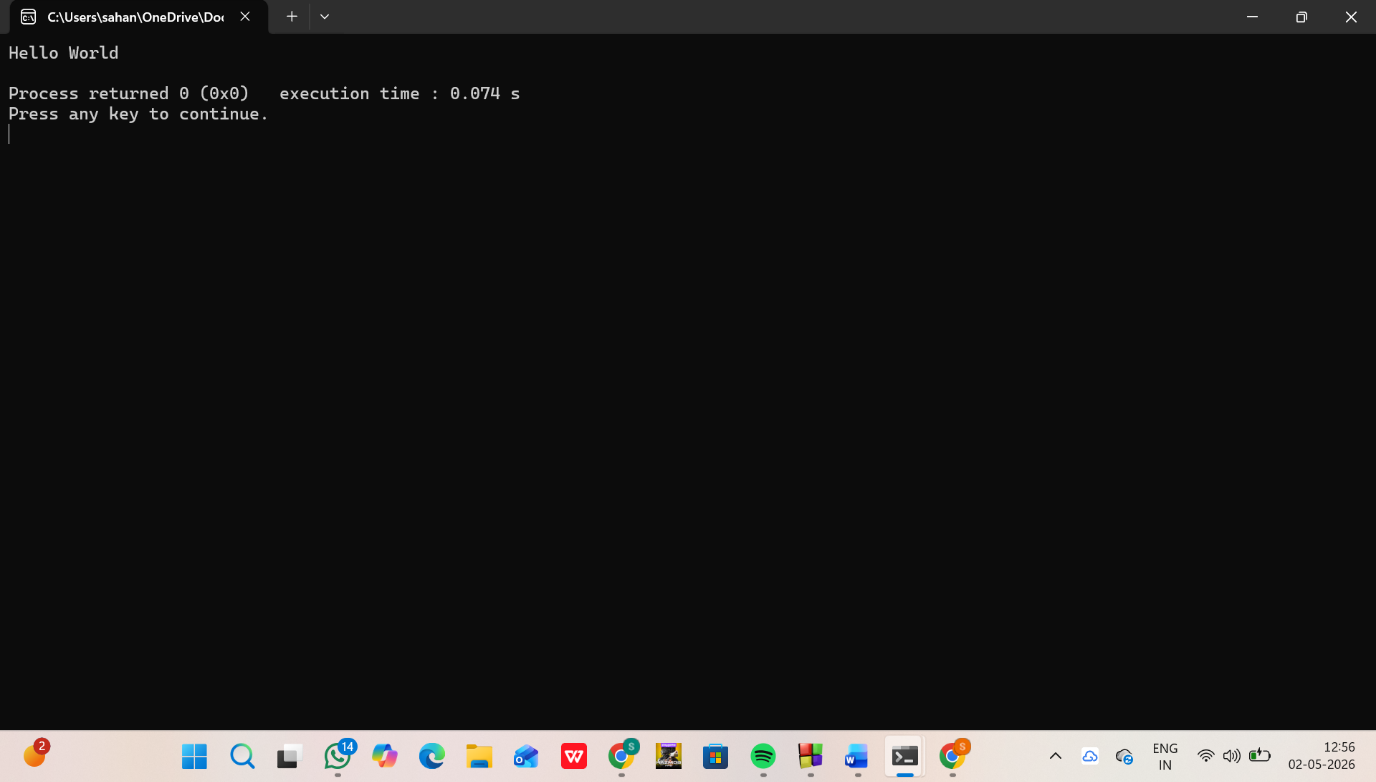 C:\Users\sahan\OneDrive\Doc
Hello World
Process returned 0 (0x0)   execution time : 0.074 s
Press any key to continue.
2
14
S
S
ENG
IN
12:56
02-05-2026